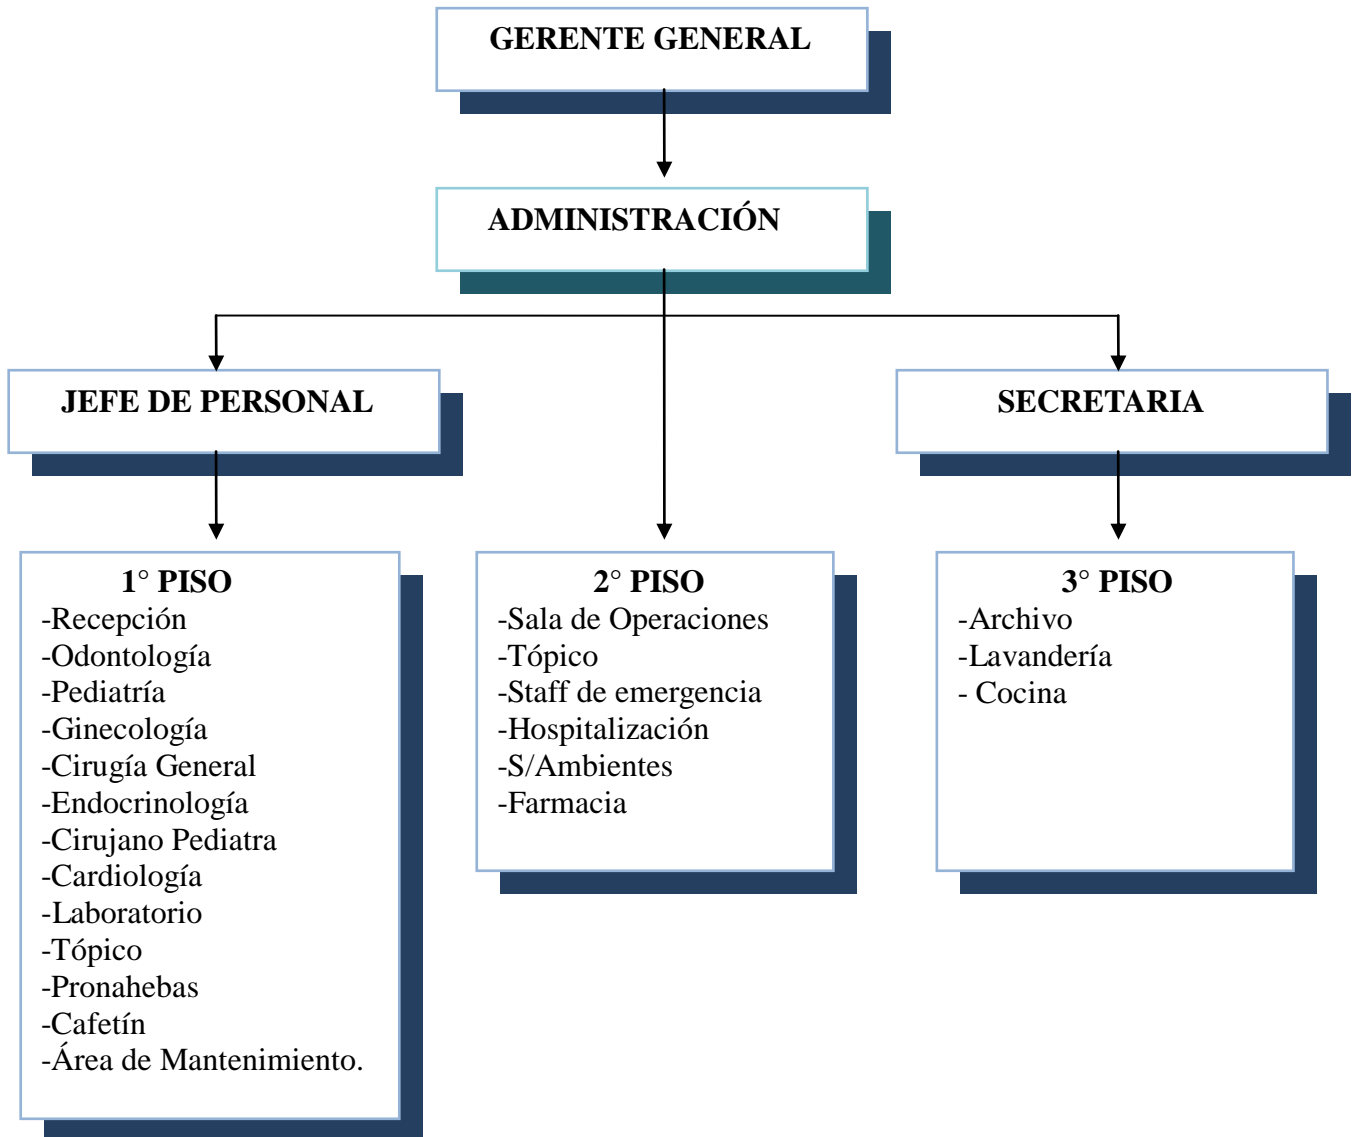 GERENTE GENERAL
ADMINISTRACIÓN
JEFE DE PERSONAL
SECRETARIA
1° PISO
-Recepción
-Odontología
-Pediatría
-Ginecología
-Cirugía General
-Endocrinología
-Cirujano Pediatra
-Cardiología
-Laboratorio
-Tópico
-Pronahebas
-Cafetín
-Área de Mantenimiento.
2° PISO
-Sala de Operaciones
-Tópico
-Staff de emergencia
-Hospitalización
-S/Ambientes
-Farmacia
3° PISO
-Archivo
-Lavandería
- Cocina